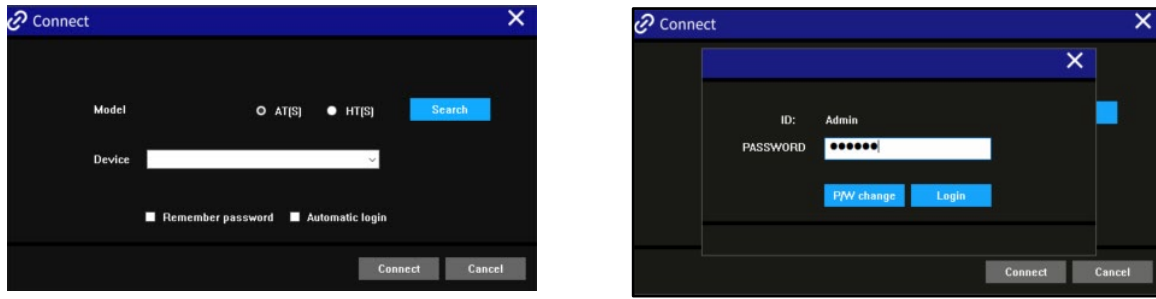 Connect
Model AT(S) HT(S) Search
Device
Remember password Automatic login
Connect Cancel
Connect
ID: Admin
PASSWORD ●●●●●●
P/W change Login
Connect Cancel